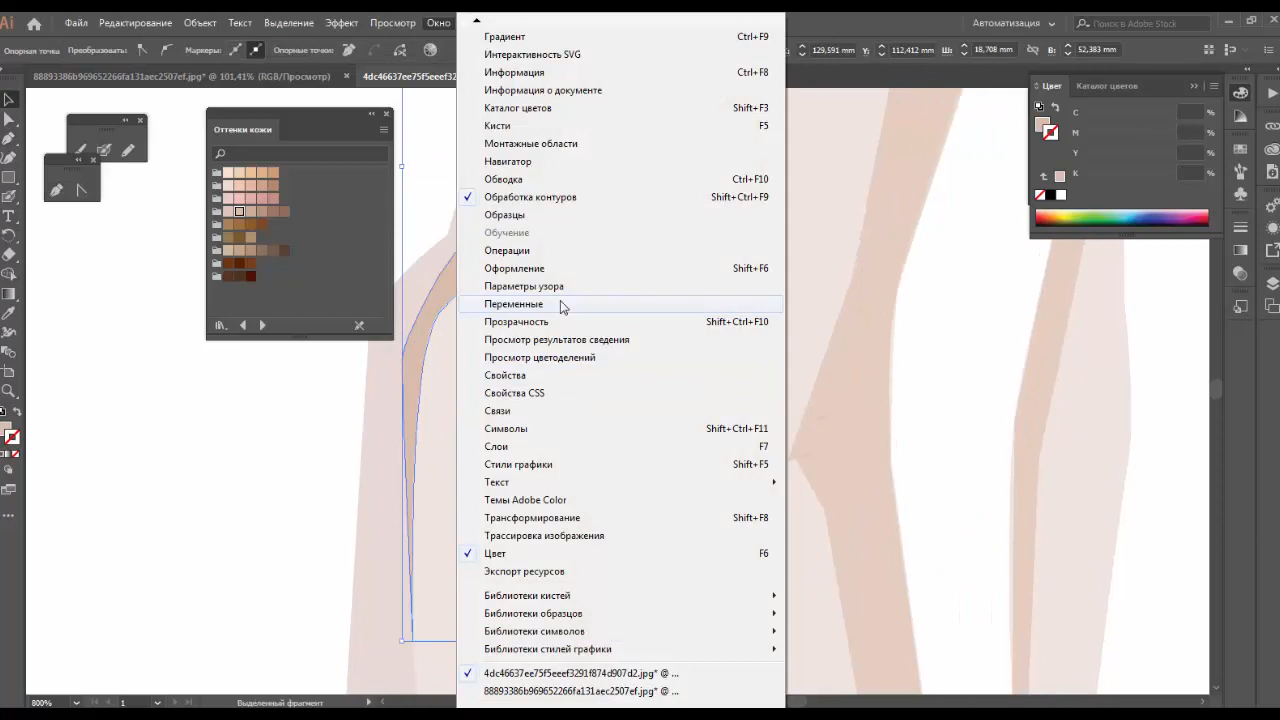 Ai Файл Редактирование Объект Текст Выделение Эффект Просмотр Окно Автоматизация Поиск в Adobe Stock
Опорная точка Преобразовать: Маркеры: Опорные точки: X: 129,591 mm Y: 112,412 mm Ш: 18,708 mm В: 52,383 mm
88893386b969652266fa131aec2507ef.jpg* @ 101,41% (RGB/Просмотр) × 4dc46637ee75f5eeef32
Оттенки кожи
Градиент Ctrl+F9
Интерактивность SVG
Информация Ctrl+F8
Информация о документе
Каталог цветов Shift+F3
Кисти F5
Монтажные области
Навигатор
Обводка Ctrl+F10
Обработка контуров Shift+Ctrl+F9
Образцы
Обучение
Операции
Оформление Shift+F6
Параметры узора
Переменные
Прозрачность Shift+Ctrl+F10
Просмотр результатов сведения
Просмотр цветоделений
Свойства
Свойства CSS
Связи
Символы Shift+Ctrl+F11
Слои F7
Стили графики Shift+F5
Текст
Темы Adobe Color
Трансформирование Shift+F8
Трассировка изображения
Цвет F6
Экспорт ресурсов
Библиотеки кистей
Библиотеки образцов
Библиотеки символов
Библиотеки стилей графики
4dc46637ee75f5eeef3291f874d907d2.jpg* @ ...
88893386b969652266fa131aec2507ef.jpg* @ ...
Цвет Каталог цветов
C %
M %
Y %
K %
800% 1 Выделенный фрагмент